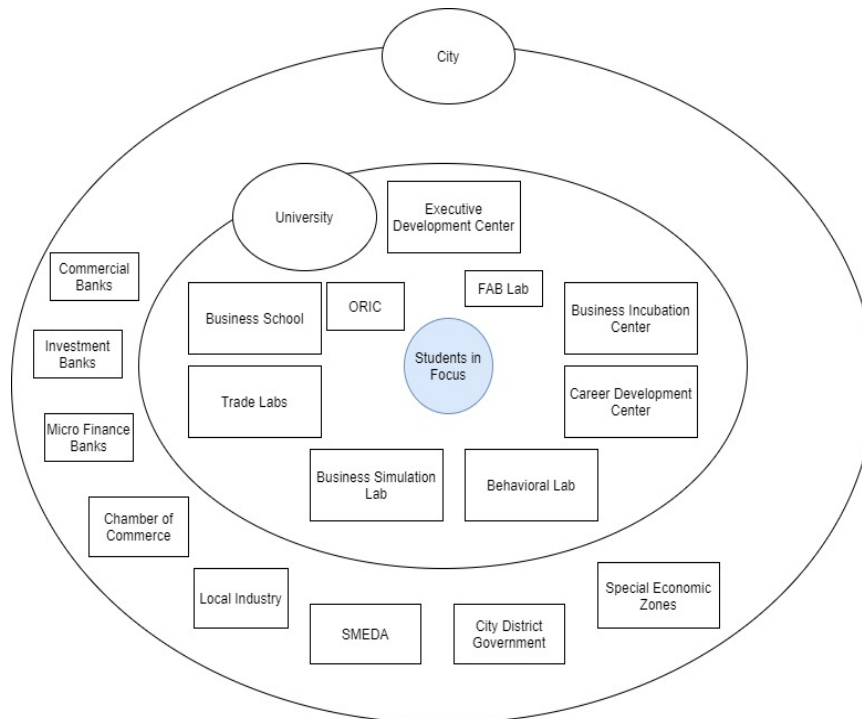 City
University
Executive
Development Center
Commercial
Banks
FAB Lab
Business School
ORIC
Business Incubation
Center
Investment
Banks
Students in
Focus
Trade Labs
Career Development
Center
Micro Finance
Banks
Business Simulation
Lab
Behavioral Lab
Chamber of
Commerce
Local Industry
Special Economic
Zones
SMEDA
City District
Government